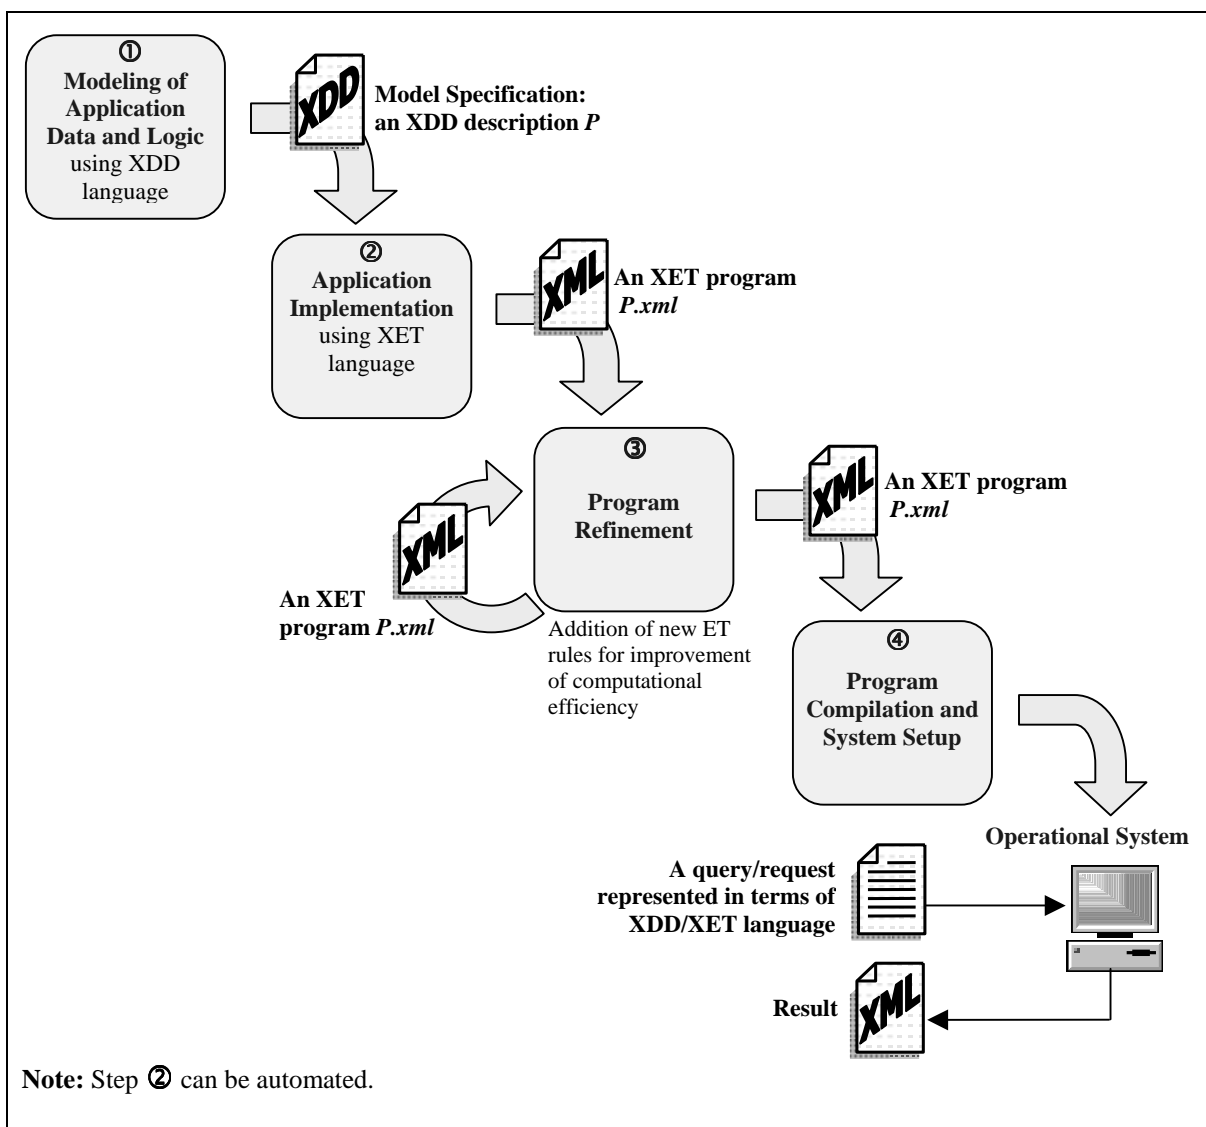 ①
Modeling of
Application
Data and Logic
using XDD
language
XDD
Model Specification:
an XDD description P
②
Application
Implementation
using XET
language
XML
An XET program
P.xml
③
Program
Refinement
XML
An XET program
P.xml
XML
An XET
program P.xml
Addition of new ET
rules for improvement
of computational
efficiency
④
Program
Compilation and
System Setup
Operational System
A query/request
represented in terms of
XDD/XET language
Result
XML
Note: Step ② can be automated.